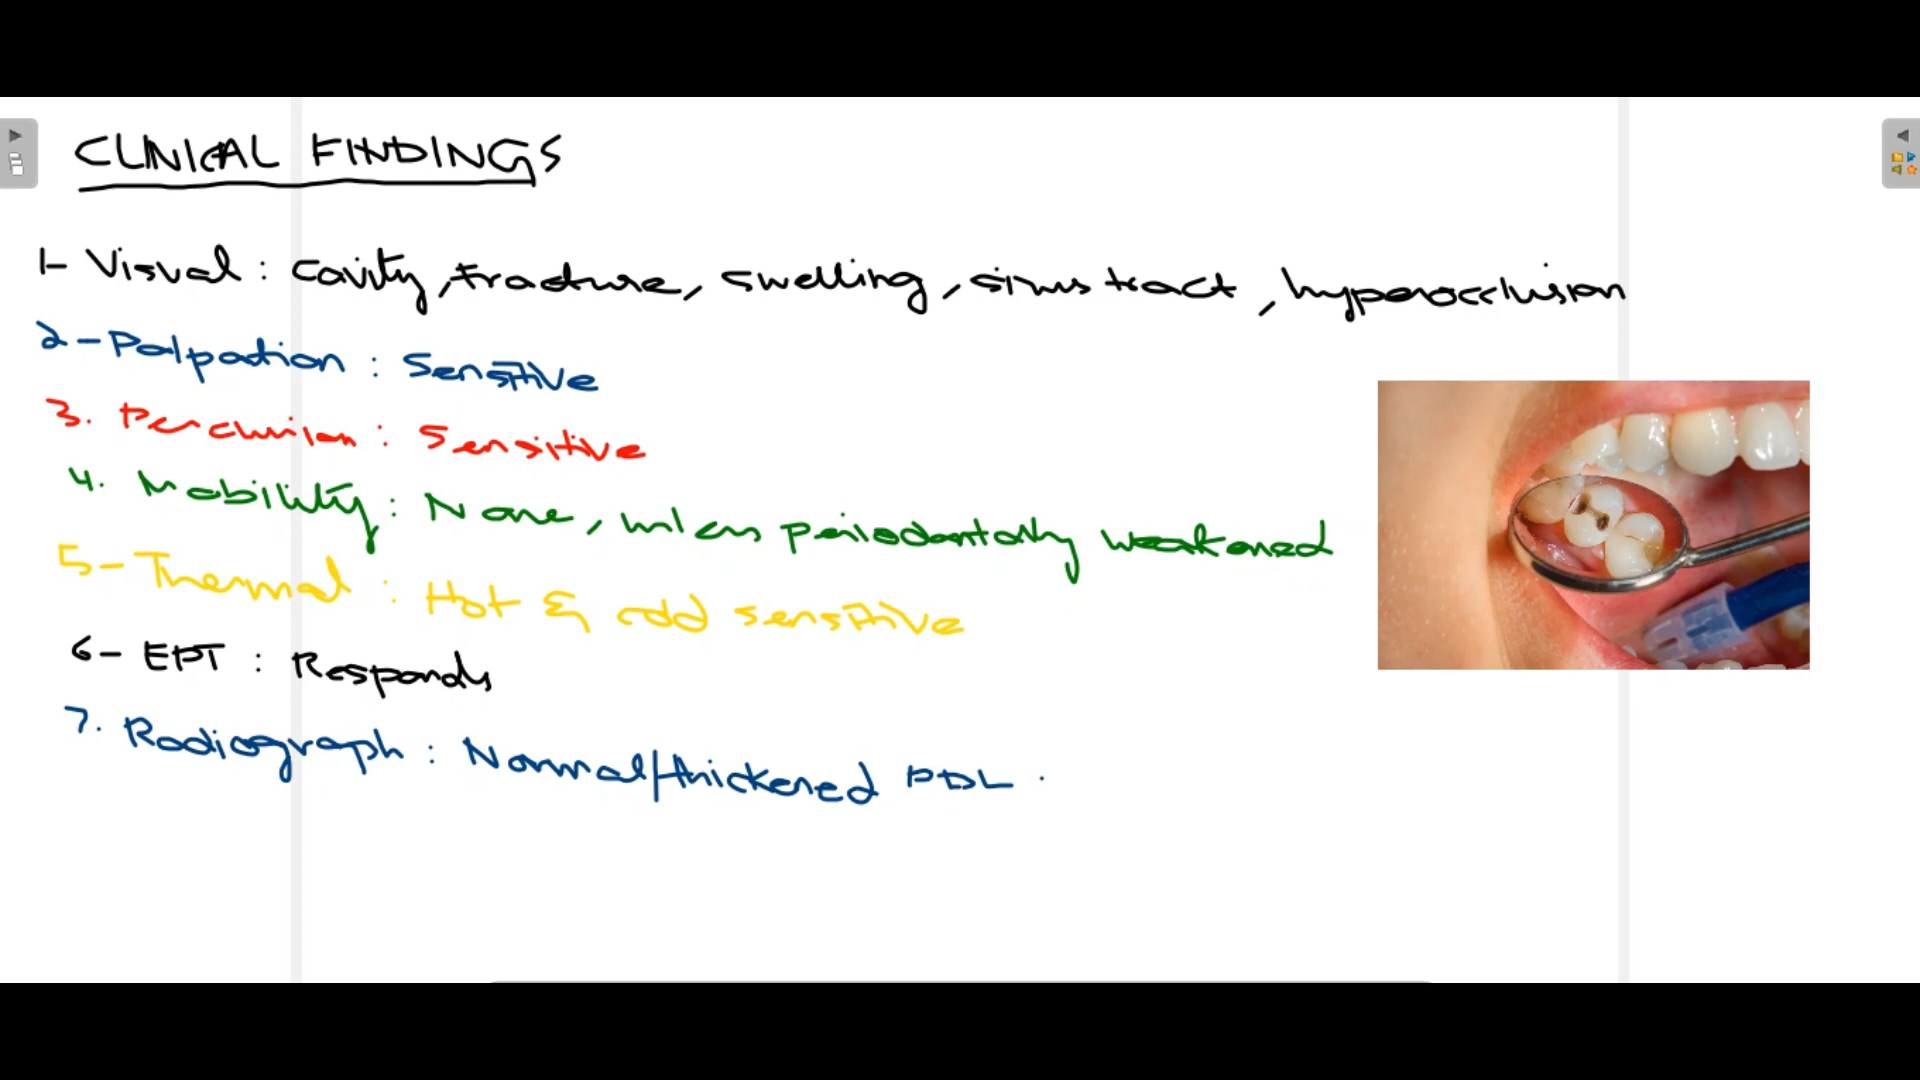 CLINICAL FINDINGS
1- Visual : Cavity, Fracture, swelling, sinus tract, hyperocclusion
2- Palpation : Sensitive
3. Percussion : Sensitive
4. Mobility : None, unless periodontally weakened
5- Thermal : Hot & cold sensitive
6- EPT : Responds
7. Radiograph : Normal/thickened PDL.